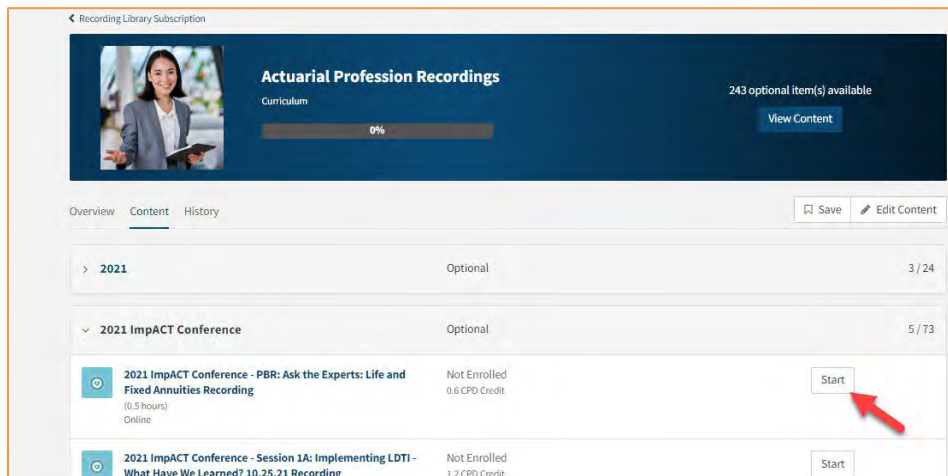 Recording Library Subscription
Actuarial Profession Recordings
Curriculum
0%
243 optional item(s) available
View Content
Overview Content History
Save Edit Content
2021 Optional 3 / 24
2021 ImpACT Conference Optional 5 / 73
2021 ImpACT Conference - PBR: Ask the Experts: Life and
Fixed Annuities Recording
(0.5 hours)
Online
Not Enrolled
0.6 CPD Credit
Start
2021 ImpACT Conference - Session 1A: Implementing LDTI -
What Have We Learned? 10.25.21 Recording
Not Enrolled
1.2 CPD Credit
Start